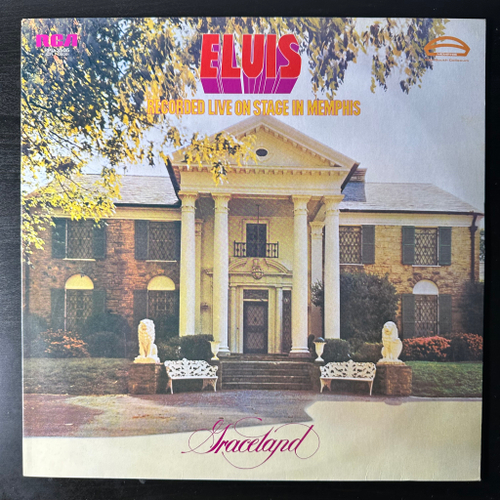 RCA
ELVIS
RECORDED LIVE ON STAGE IN MEMPHIS
Graceland